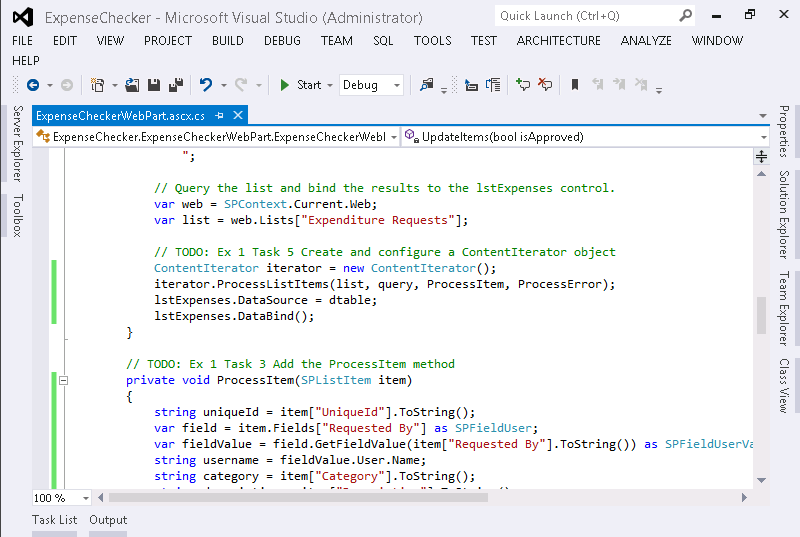 ExpenseChecker - Microsoft Visual Studio (Administrator)
Quick Launch (Ctrl+Q)
FILE EDIT VIEW PROJECT BUILD DEBUG TEAM SQL TOOLS TEST ARCHITECTURE ANALYZE WINDOW
HELP
Start Debug
Server Explorer
Toolbox
ExpenseCheckerWebPart.ascx.cs
ExpenseChecker.ExpenseCheckerWebPart.ExpenseCheckerWebl
UpdateItems(bool isApproved)
";
// Query the list and bind the results to the lstExpenses control.
var web = SPContext.Current.Web;
var list = web.Lists["Expenditure Requests"];
// TODO: Ex 1 Task 5 Create and configure a ContentIterator object
ContentIterator iterator = new ContentIterator();
iterator.ProcessListItems(list, query, ProcessItem, ProcessError);
lstExpenses.DataSource = dtable;
lstExpenses.DataBind();
}
// TODO: Ex 1 Task 3 Add the ProcessItem method
private void ProcessItem(SPListItem item)
{
string uniqueId = item["UniqueId"].ToString();
var field = item.Fields["Requested By"] as SPFieldUser;
var fieldValue = field.GetFieldValue(item["Requested By"].ToString()) as SPFieldUserVa
string username = fieldValue.User.Name;
string category = item["Category"].ToString();
100 %
Properties
Solution Explorer
Team Explorer
Class View
Task List Output